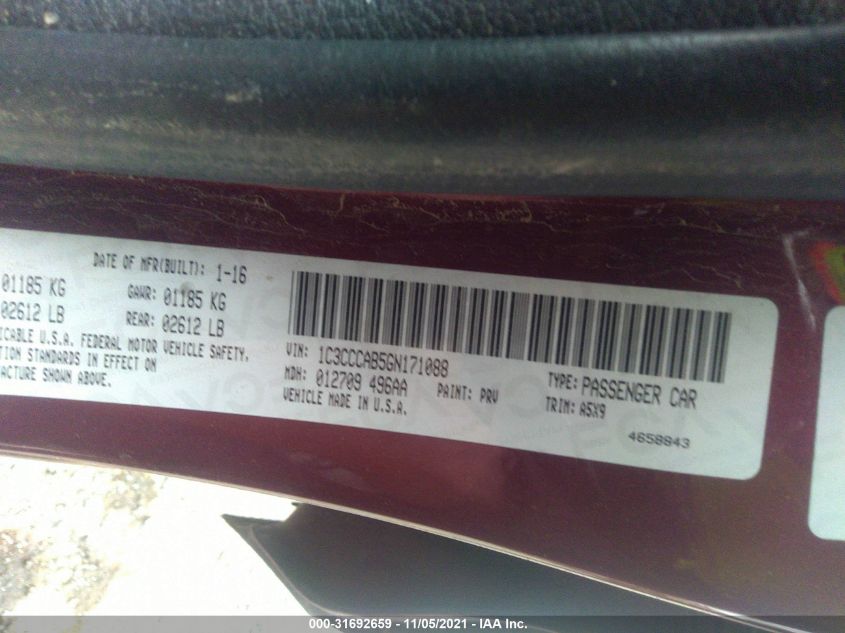 DATE OF MFR(BUILT): 1-16
01185 KG GAWR: 01185 KG
02612 LB REAR: 02612 LB
ICABLE U.S.A. FEDERAL MOTOR VEHICLE SAFETY,
TION STANDARDS IN EFFECT ON
ACTURE SHOWN ABOVE.
VIN: 1C3CCCAB5GN171088
MDH: 012709 496AA PAINT: PRV
VEHICLE MADE IN U.S.A.
TYPE: PASSENGER CAR
TRIM: A5X9
4658843
000-31692659 - 11/05/2021 - IAA Inc.